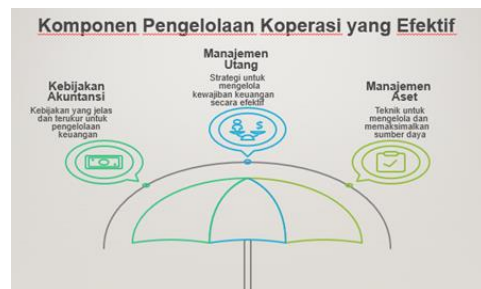 Komponen Pengelolaan Koperasi yang Efektif
Manajemen
Utang
Strategi untuk
mengelola
kewajiban keuangan
secara efektif
Kebijakan
Akuntansi
Kebijakan yang jelas
dan terukur untuk
pengelolaan
keuangan
Manajemen
Aset
Teknik untuk
mengelola dan
memaksimalkan
sumber daya
$